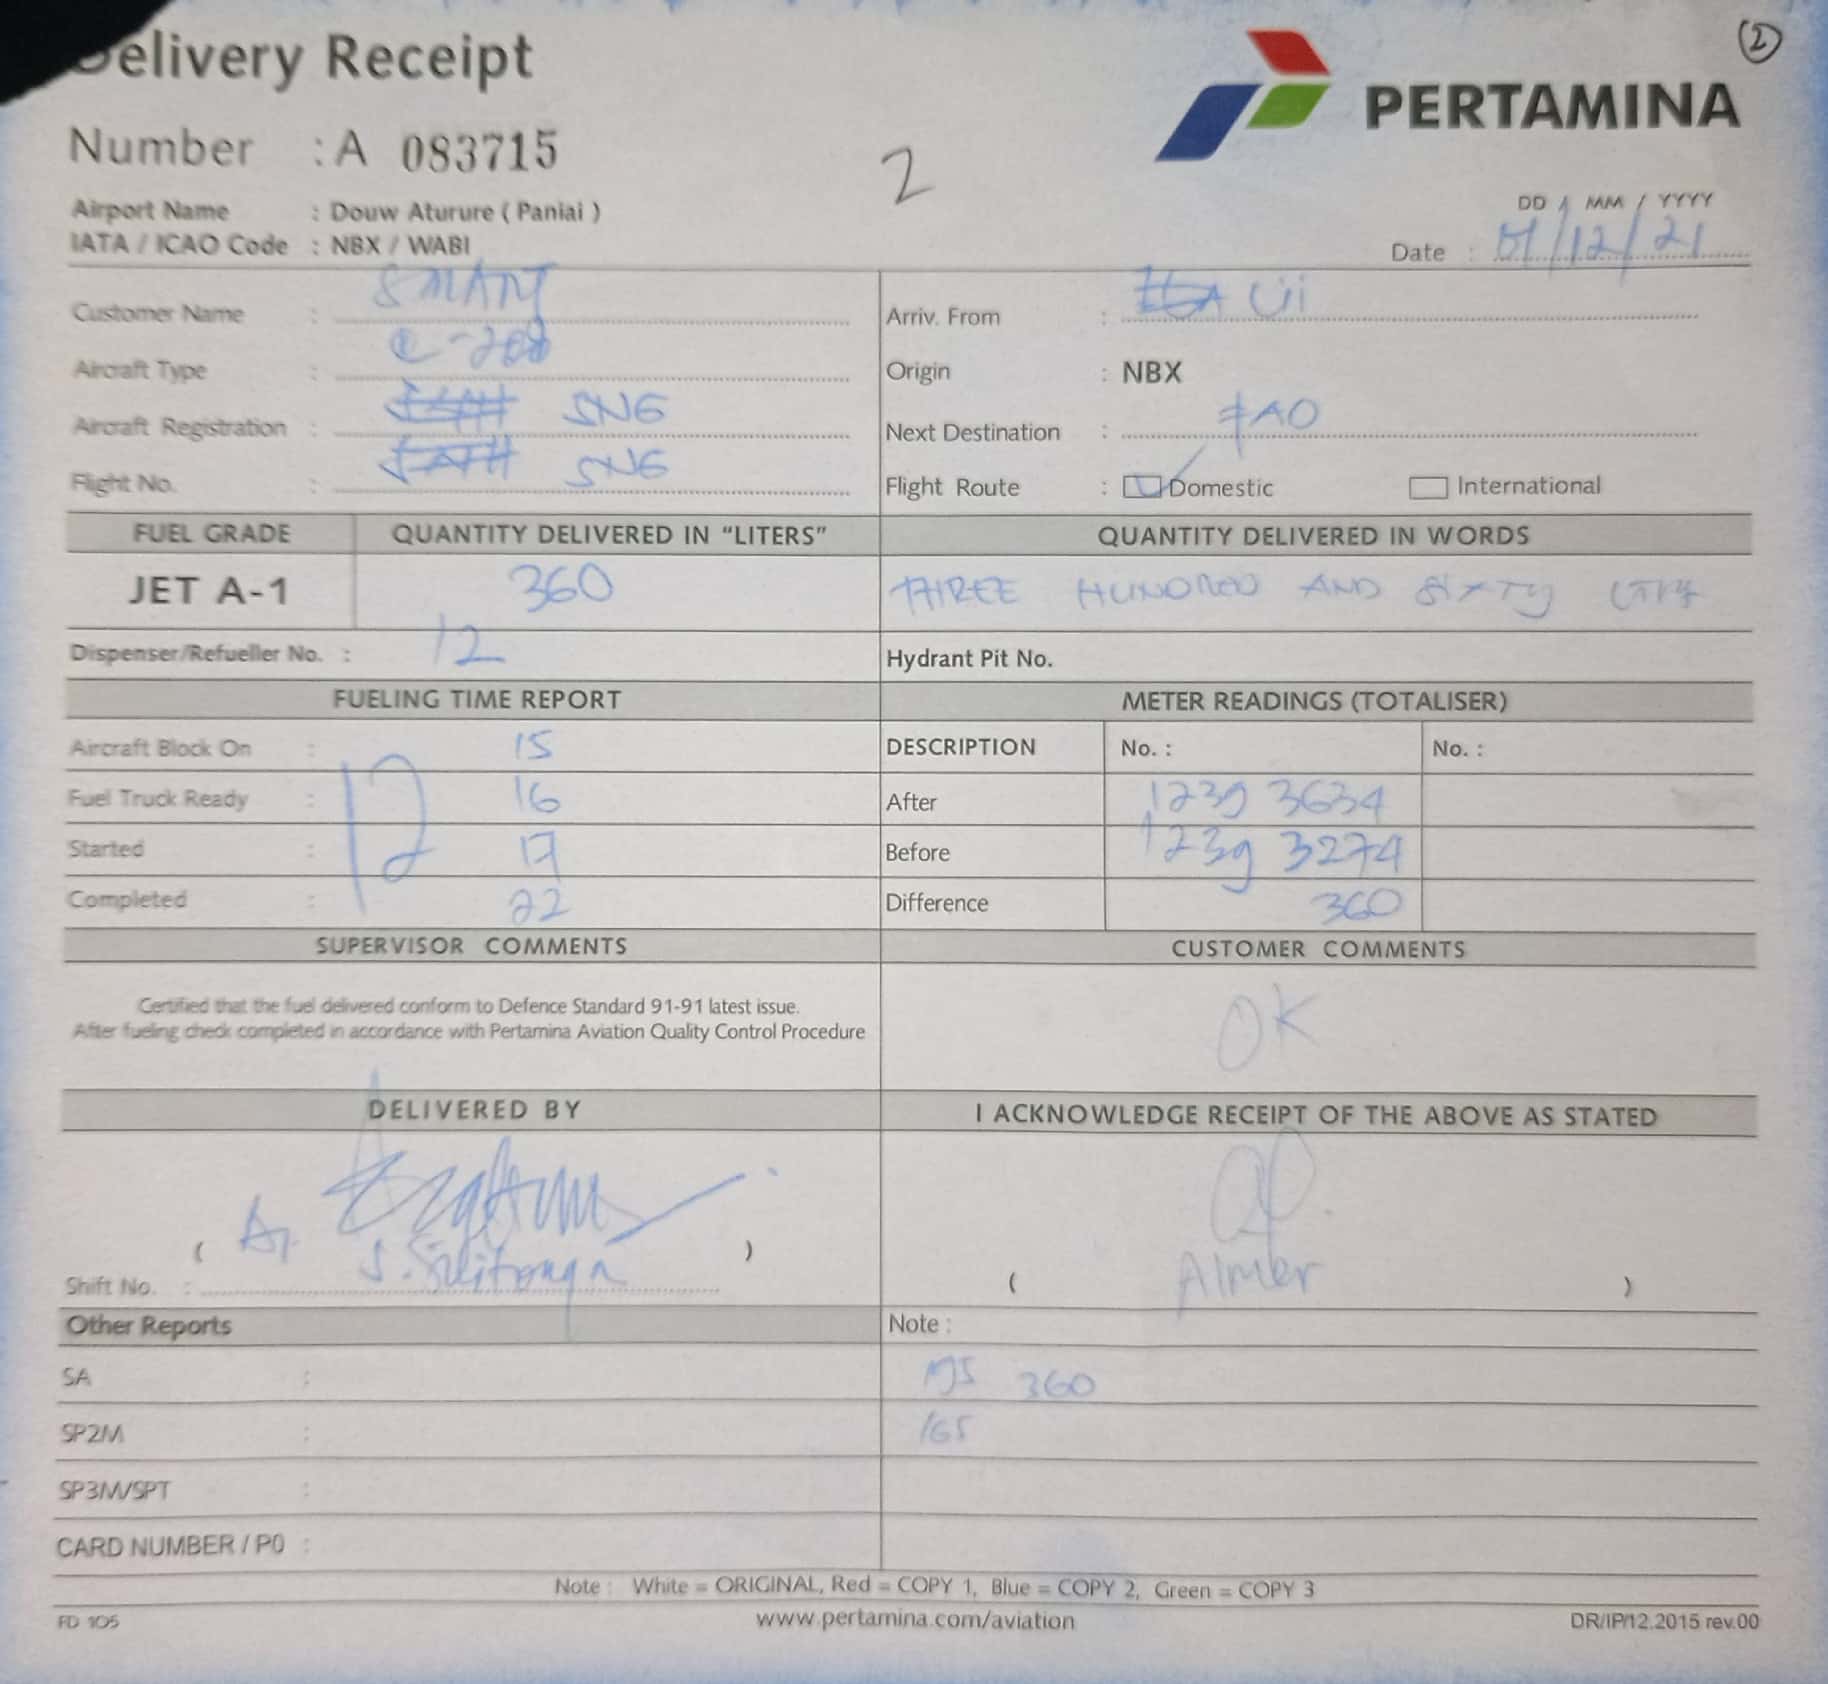 Delivery Receipt
2
PERTAMINA
Number : A 083715
2
Airport Name : Douw Aturure ( Paniai )
IATA / ICAO Code : NBX / WABI
DD / MM / YYYY
Date : 01/12/21
Customer Name : SMART
Arriv. From : Ui
Aircraft Type : C-208
Origin : NBX
Aircraft Registration : SNG
Next Destination : FAO
Flight No. : SNG
Flight Route : Domestic International
FUEL GRADE QUANTITY DELIVERED IN "LITERS" QUANTITY DELIVERED IN WORDS
JET A-1 360 THREE HUNDRED AND SIXTY
Dispenser/Refueller No. : 12 Hydrant Pit No.
FUELING TIME REPORT METER READINGS (TOTALISER)
Aircraft Block On : 15 DESCRIPTION No. : No. :
Fuel Truck Ready : 16 After 1239 3634
12
Started : 17 Before 1239 3274
Completed : 22 Difference 360
SUPERVISOR COMMENTS CUSTOMER COMMENTS
Certified that the fuel delivered conform to Defence Standard 91-91 latest issue.
After fueling check completed in accordance with Pertamina Aviation Quality Control Procedure
OK
DELIVERED BY I ACKNOWLEDGE RECEIPT OF THE ABOVE AS STATED
( )
Shift No. : S. Silitonga
( Almer )
Other Reports Note :
SA : 360
SP2M : 165
SP3M/SPT :
CARD NUMBER / P0 :
Note : White = ORIGINAL, Red = COPY 1, Blue = COPY 2, Green = COPY 3
FD 105 www.pertamina.com/aviation DR/IP/12.2015 rev.00